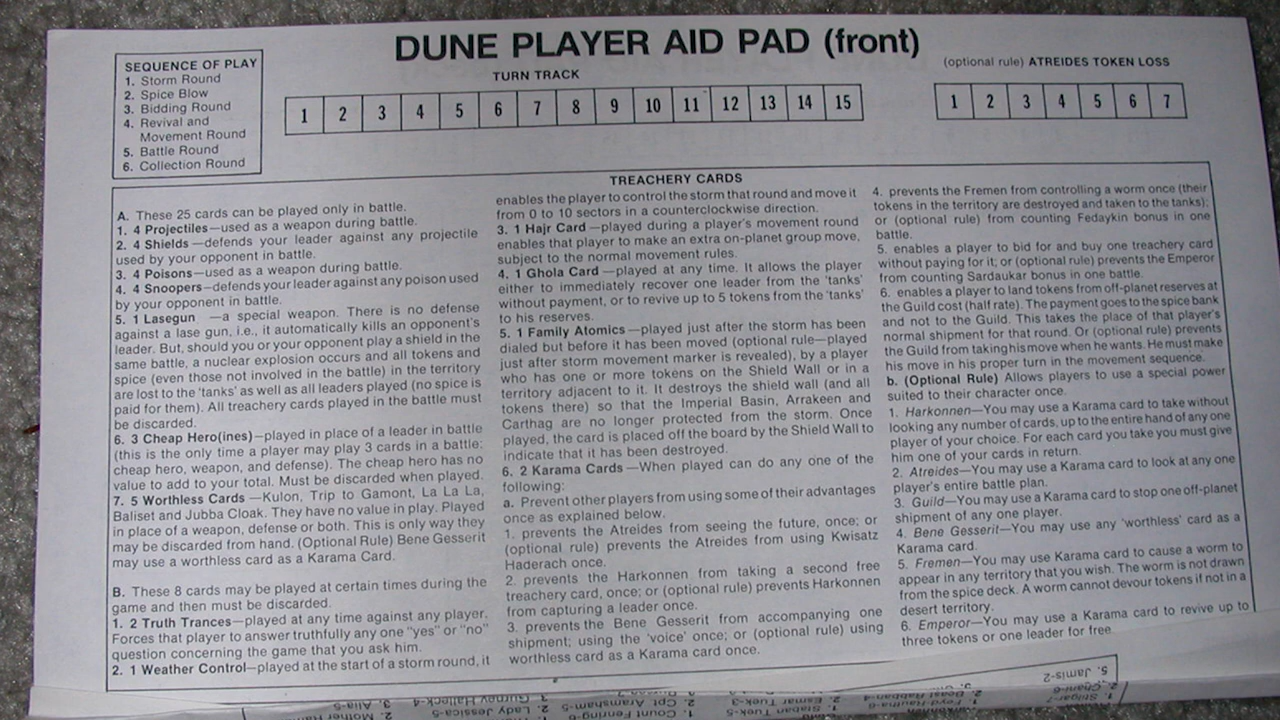 DUNE PLAYER AID PAD (front)
SEQUENCE OF PLAY
1. Storm Round
2. Spice Blow
3. Bidding Round
4. Revival and
Movement Round
5. Battle Round
6. Collection Round
TURN TRACK
1 2 3 4 5 6 7 8 9 10 11 12 13 14 15
(optional rule) ATREIDES TOKEN LOSS
1 2 3 4 5 6 7
TREACHERY CARDS
A. These 25 cards can be played only in battle.
1. 4 Projectiles—used as a weapon during battle.
2. 4 Shields—defends your leader against any projectile
used by your opponent in battle.
3. 4 Poisons—used as a weapon during battle.
4. 4 Snoopers—defends your leader against any poison used
by your opponent in battle.
5. 1 Lasegun —a special weapon. There is no defense
against a lase gun, i.e., it automatically kills an opponent's
leader. But, should you or your opponent play a shield in the
same battle, a nuclear explosion occurs and all tokens and
spice (even those not involved in the battle) in the territory
are lost to the 'tanks' as well as all leaders played (no spice is
paid for them). All treachery cards played in the battle must
be discarded.
6. 3 Cheap Hero(ines)—played in place of a leader in battle
(this is the only time a player may play 3 cards in a battle:
cheap hero, weapon, and defense). The cheap hero has no
value to add to your total. Must be discarded when played.
7. 5 Worthless Cards —Kulon, Trip to Gamont, La La La,
Baliset and Jubba Cloak. They have no value in play. Played
in place of a weapon, defense or both. This is only way they
may be discarded from hand. (Optional Rule) Bene Gesserit
may use a worthless card as a Karama Card.
B. These 8 cards may be played at certain times during the
game and then must be discarded.
1. 2 Truth Trances—played at any time against any player.
Forces that player to answer truthfully any one "yes" or "no"
question concerning the game that you ask him.
2. 1 Weather Control—played at the start of a storm round, it
enables the player to control the storm that round and move it
from 0 to 10 sectors in a counterclockwise direction.
3. 1 Hajr Card—played during a player's movement round
enables that player to make an extra on-planet group move,
subject to the normal movement rules.
4. 1 Ghola Card —played at any time. It allows the player
either to immediately recover one leader from the 'tanks'
without payment, or to revive up to 5 tokens from the 'tanks'
to his reserves.
5. 1 Family Atomics—played just after the storm has been
dialed but before it has been moved (optional rule—played
just after storm movement marker is revealed), by a player
who has one or more tokens on the Shield Wall or in a
territory adjacent to it. It destroys the shield wall (and all
tokens there) so that the Imperial Basin, Arrakeen and
Carthag are no longer protected from the storm. Once
played, the card is placed off the board by the Shield Wall to
indicate that it has been destroyed.
6. 2 Karama Cards—When played can do any one of the
following:
a. Prevent other players from using some of their advantages
once as explained below.
1. prevents the Atreides from seeing the future, once; or
(optional rule) prevents the Atreides from using Kwisatz
Haderach once.
2. prevents the Harkonnen from taking a second free
treachery card, once; or (optional rule) prevents Harkonnen
from capturing a leader once.
3. prevents the Bene Gesserit from accompanying one
shipment; using the 'voice' once; or (optional rule) using
worthless card as a Karama card once.
4. prevents the Fremen from controlling a worm once (their
tokens in the territory are destroyed and taken to the tanks);
or (optional rule) from counting Fedaykin bonus in one
battle.
5. enables a player to bid for and buy one treachery card
without paying for it; or (optional rule) prevents the Emperor
from counting Sardaukar bonus in one battle.
6. enables a player to land tokens from off-planet reserves at
the Guild cost (half rate). The payment goes to the spice bank
and not to the Guild. This takes the place of that player's
normal shipment for that round. Or (optional rule) prevents
the Guild from taking his move when he wants. He must make
his move in his proper turn in the movement sequence.
b. (Optional Rule) Allows players to use a special power
suited to their character once.
1. Harkonnen—You may use a Karama card to take without
looking any number of cards, up to the entire hand of any one
player of your choice. For each card you take you must give
him one of your cards in return.
2. Atreides—You may use a Karama card to look at any one
player's entire battle plan.
3. Guild—You may use a Karama card to stop one off-planet
shipment of any one player.
4. Bene Gesserit—You may use any 'worthless' card as a
Karama card.
5. Fremen—You may use Karama card to cause a worm to
appear in any territory that you wish. The worm is not drawn
from the spice deck. A worm cannot devour tokens if not in a
desert territory.
6. Emperor—You may use a Karama card to revive up to
three tokens or one leader for free
5. Jamis-2
2. Chani-6
1. Stilgar-7
2. Beast Rabban-4
1. Feyd-Rautha-6
2. Esmar Tuek-3
1. Staban Tuek-5
2. Cpt Aramsham-5
1. Count Fenring-6
3. Gurney Halleck-4
2. Lady Jessica-5
3. Alia-5
2. Mother